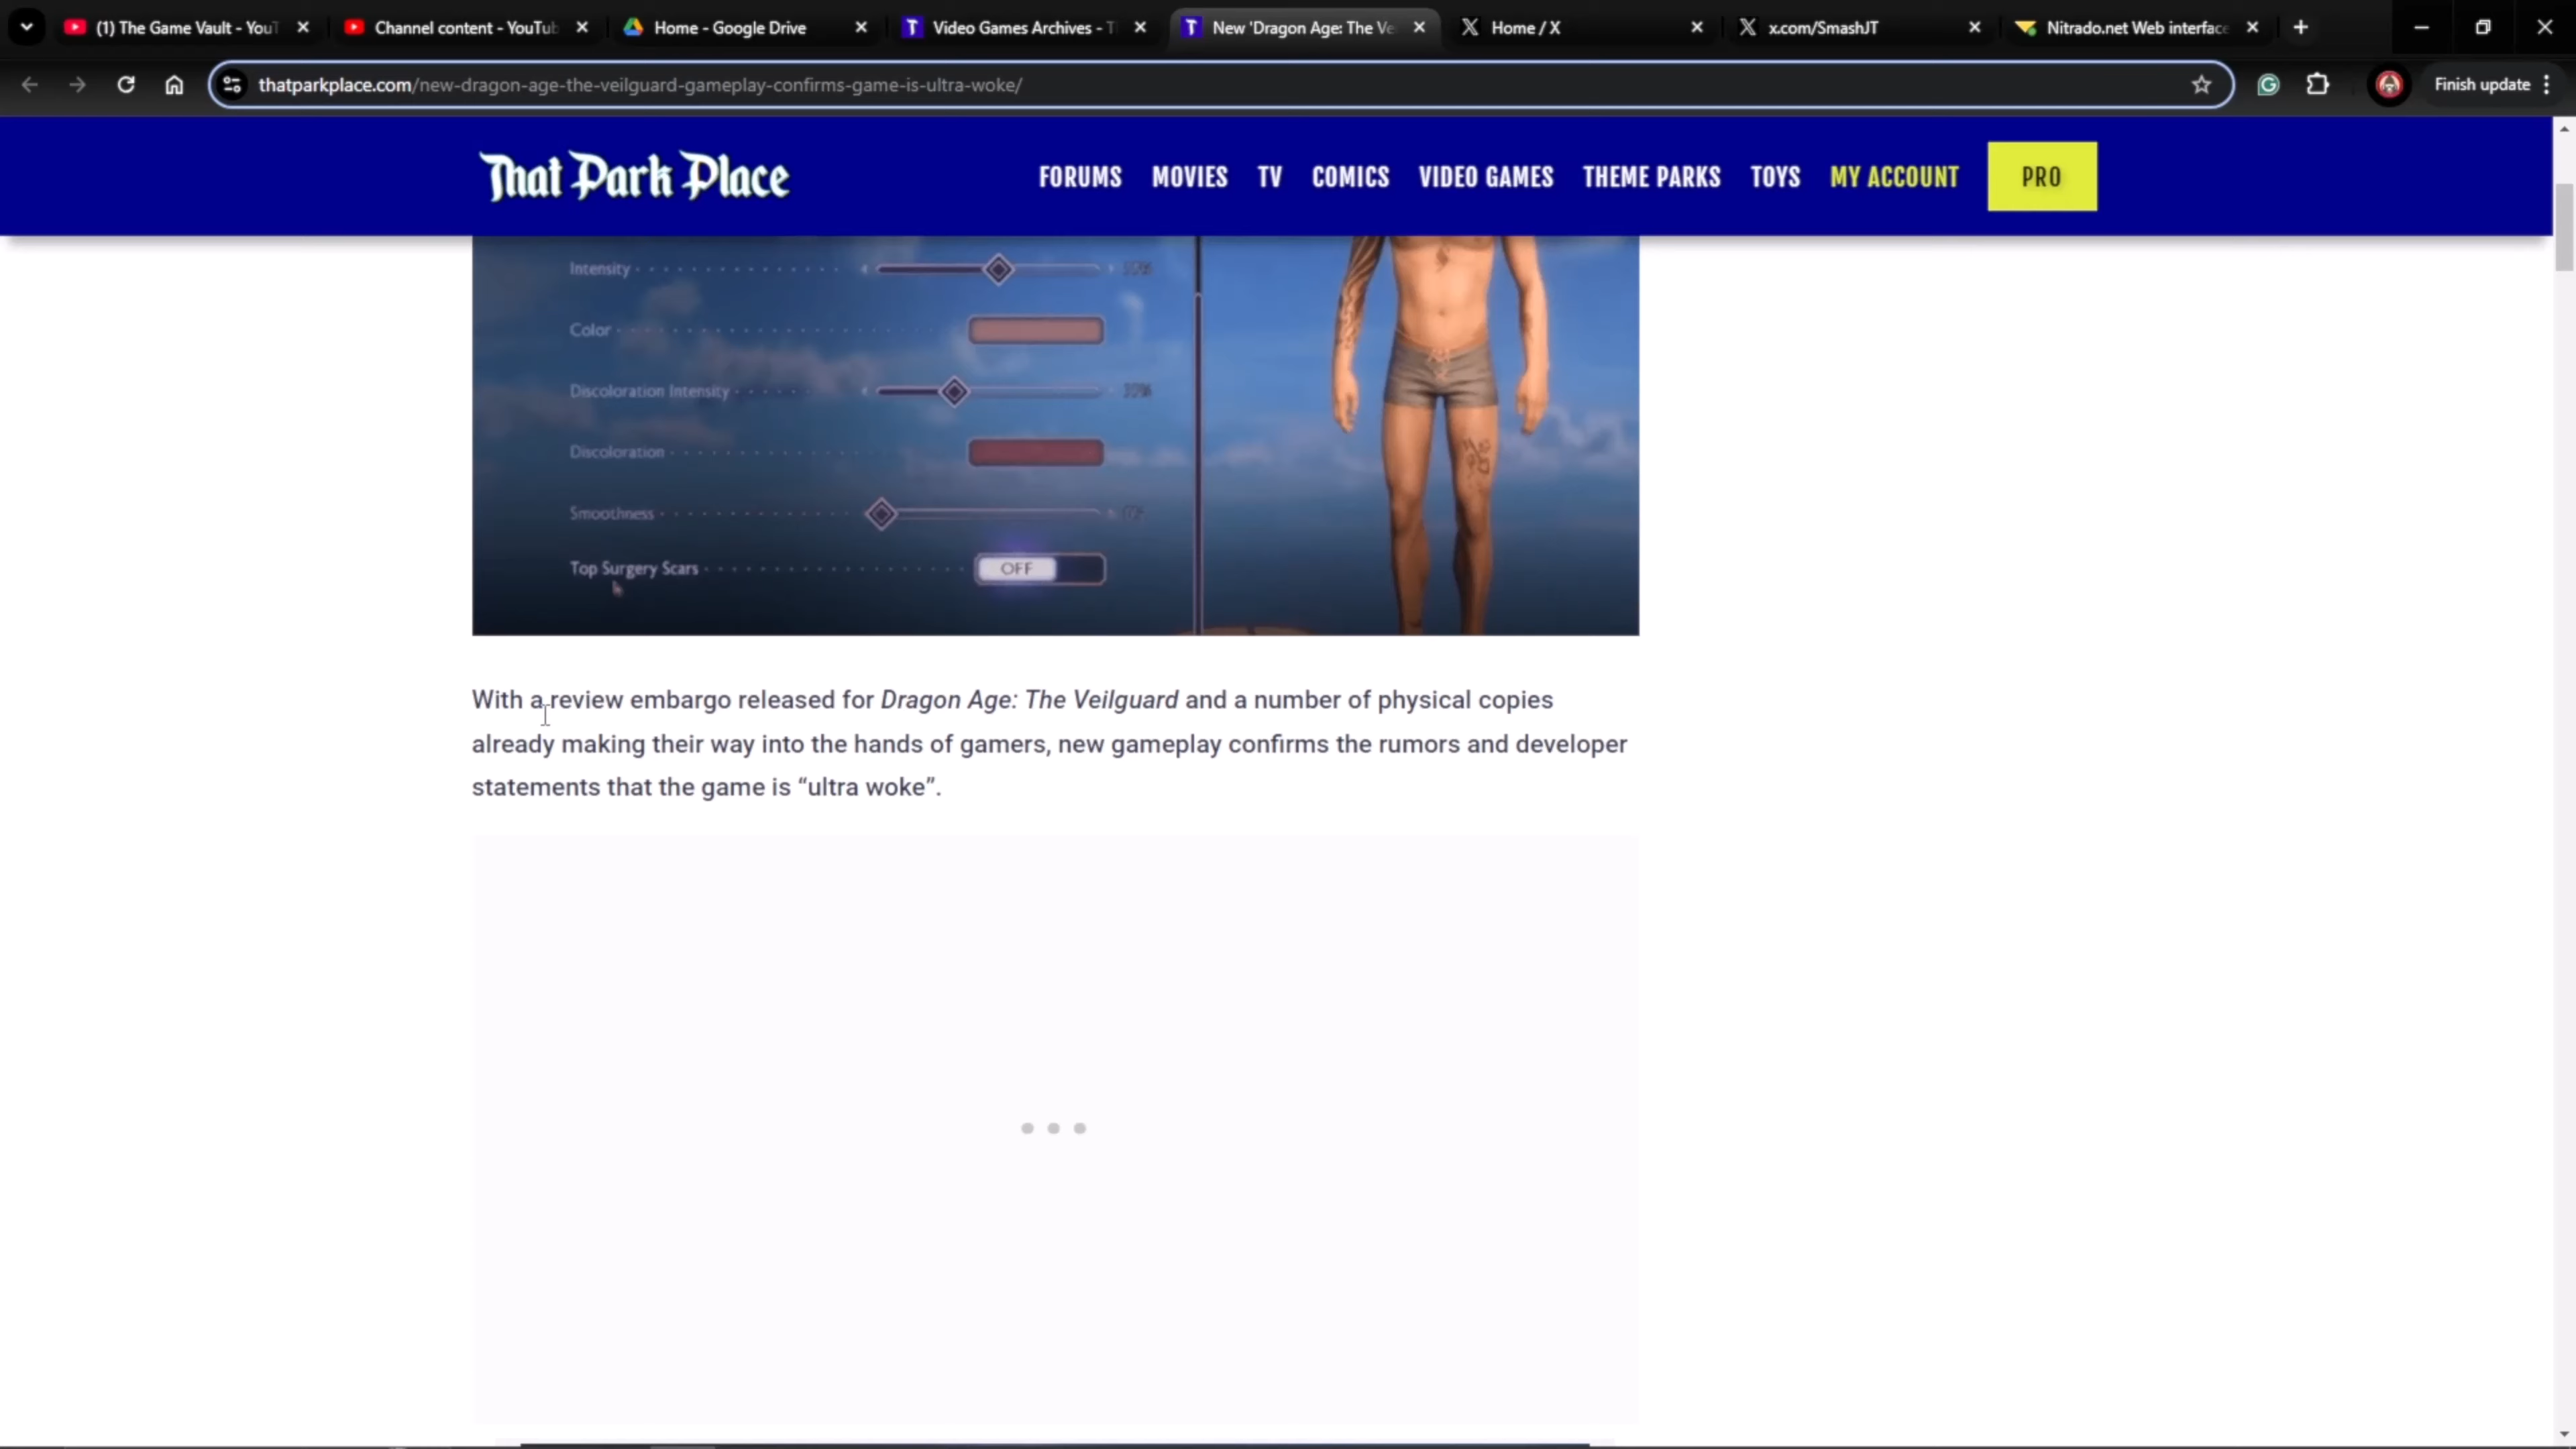 (1) The Game Vault - YouT
Channel content - YouTub
Home - Google Drive
Video Games Archives - T
New 'Dragon Age: The Ve
Home / X
x.com/SmashJT
Nitrado.net Web interface
thatparkplace.com/new-dragon-age-the-veilguard-gameplay-confirms-game-is-ultra-woke/
Finish update
That Park Place
FORUMS MOVIES TV COMICS VIDEO GAMES THEME PARKS TOYS MY ACCOUNT PRO
Intensity
Color
Discoloration Intensity
Discoloration
Smoothness
Top Surgery Scars OFF
With a review embargo released for Dragon Age: The Veilguard and a number of physical copies
already making their way into the hands of gamers, new gameplay confirms the rumors and developer
statements that the game is “ultra woke”.